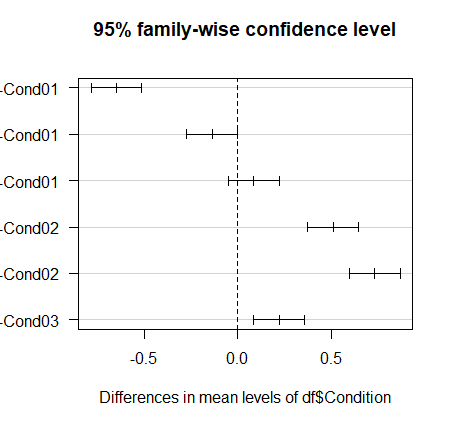 95% family-wise confidence level
-Cond01
-Cond01
-Cond01
-Cond02
-Cond02
-Cond03
-0.5 0.0 0.5
Differences in mean levels of df$Condition